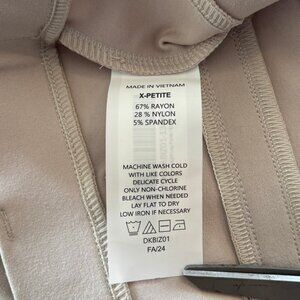 MADE IN VIETNAM
X-PETITE
67% RAYON
28 % NYLON
5% SPANDEX
MACHINE WASH COLD
WITH LIKE COLORS
DELICATE CYCLE
ONLY NON-CHLORINE
BLEACH WHEN NEEDED
LAY FLAT TO DRY
LOW IRON IF NECESSARY
DKBIZ01
FA/24